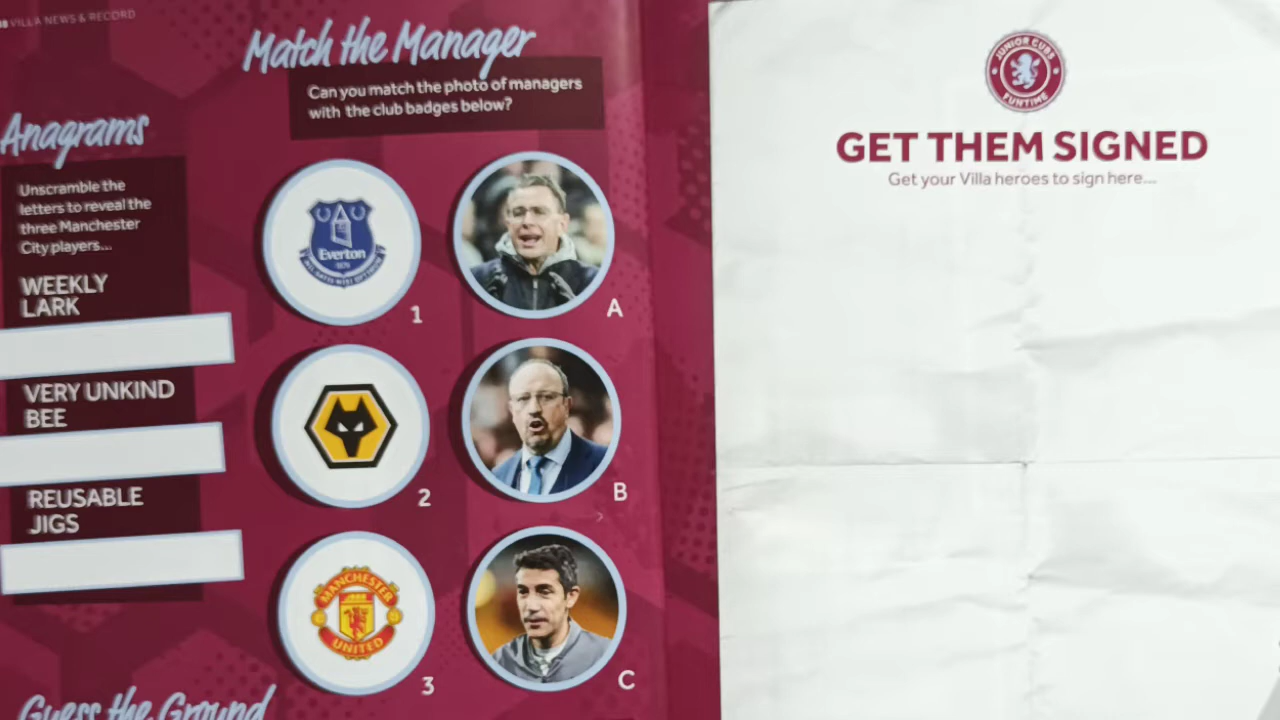 VILLA NEWS & RECORD
Match the Manager
Can you match the photo of managers
with the club badges below?
Anagrams
Unscramble the
letters to reveal the
three Manchester
City players...
WEEKLY
LARK
VERY UNKIND
BEE
REUSABLE
JIGS
Everton
1
A
2
B
MANCHESTER
UNITED
3
C
Guess the Ground
JUNIOR CUBS
FUNTIME
GET THEM SIGNED
Get your Villa heroes to sign here...